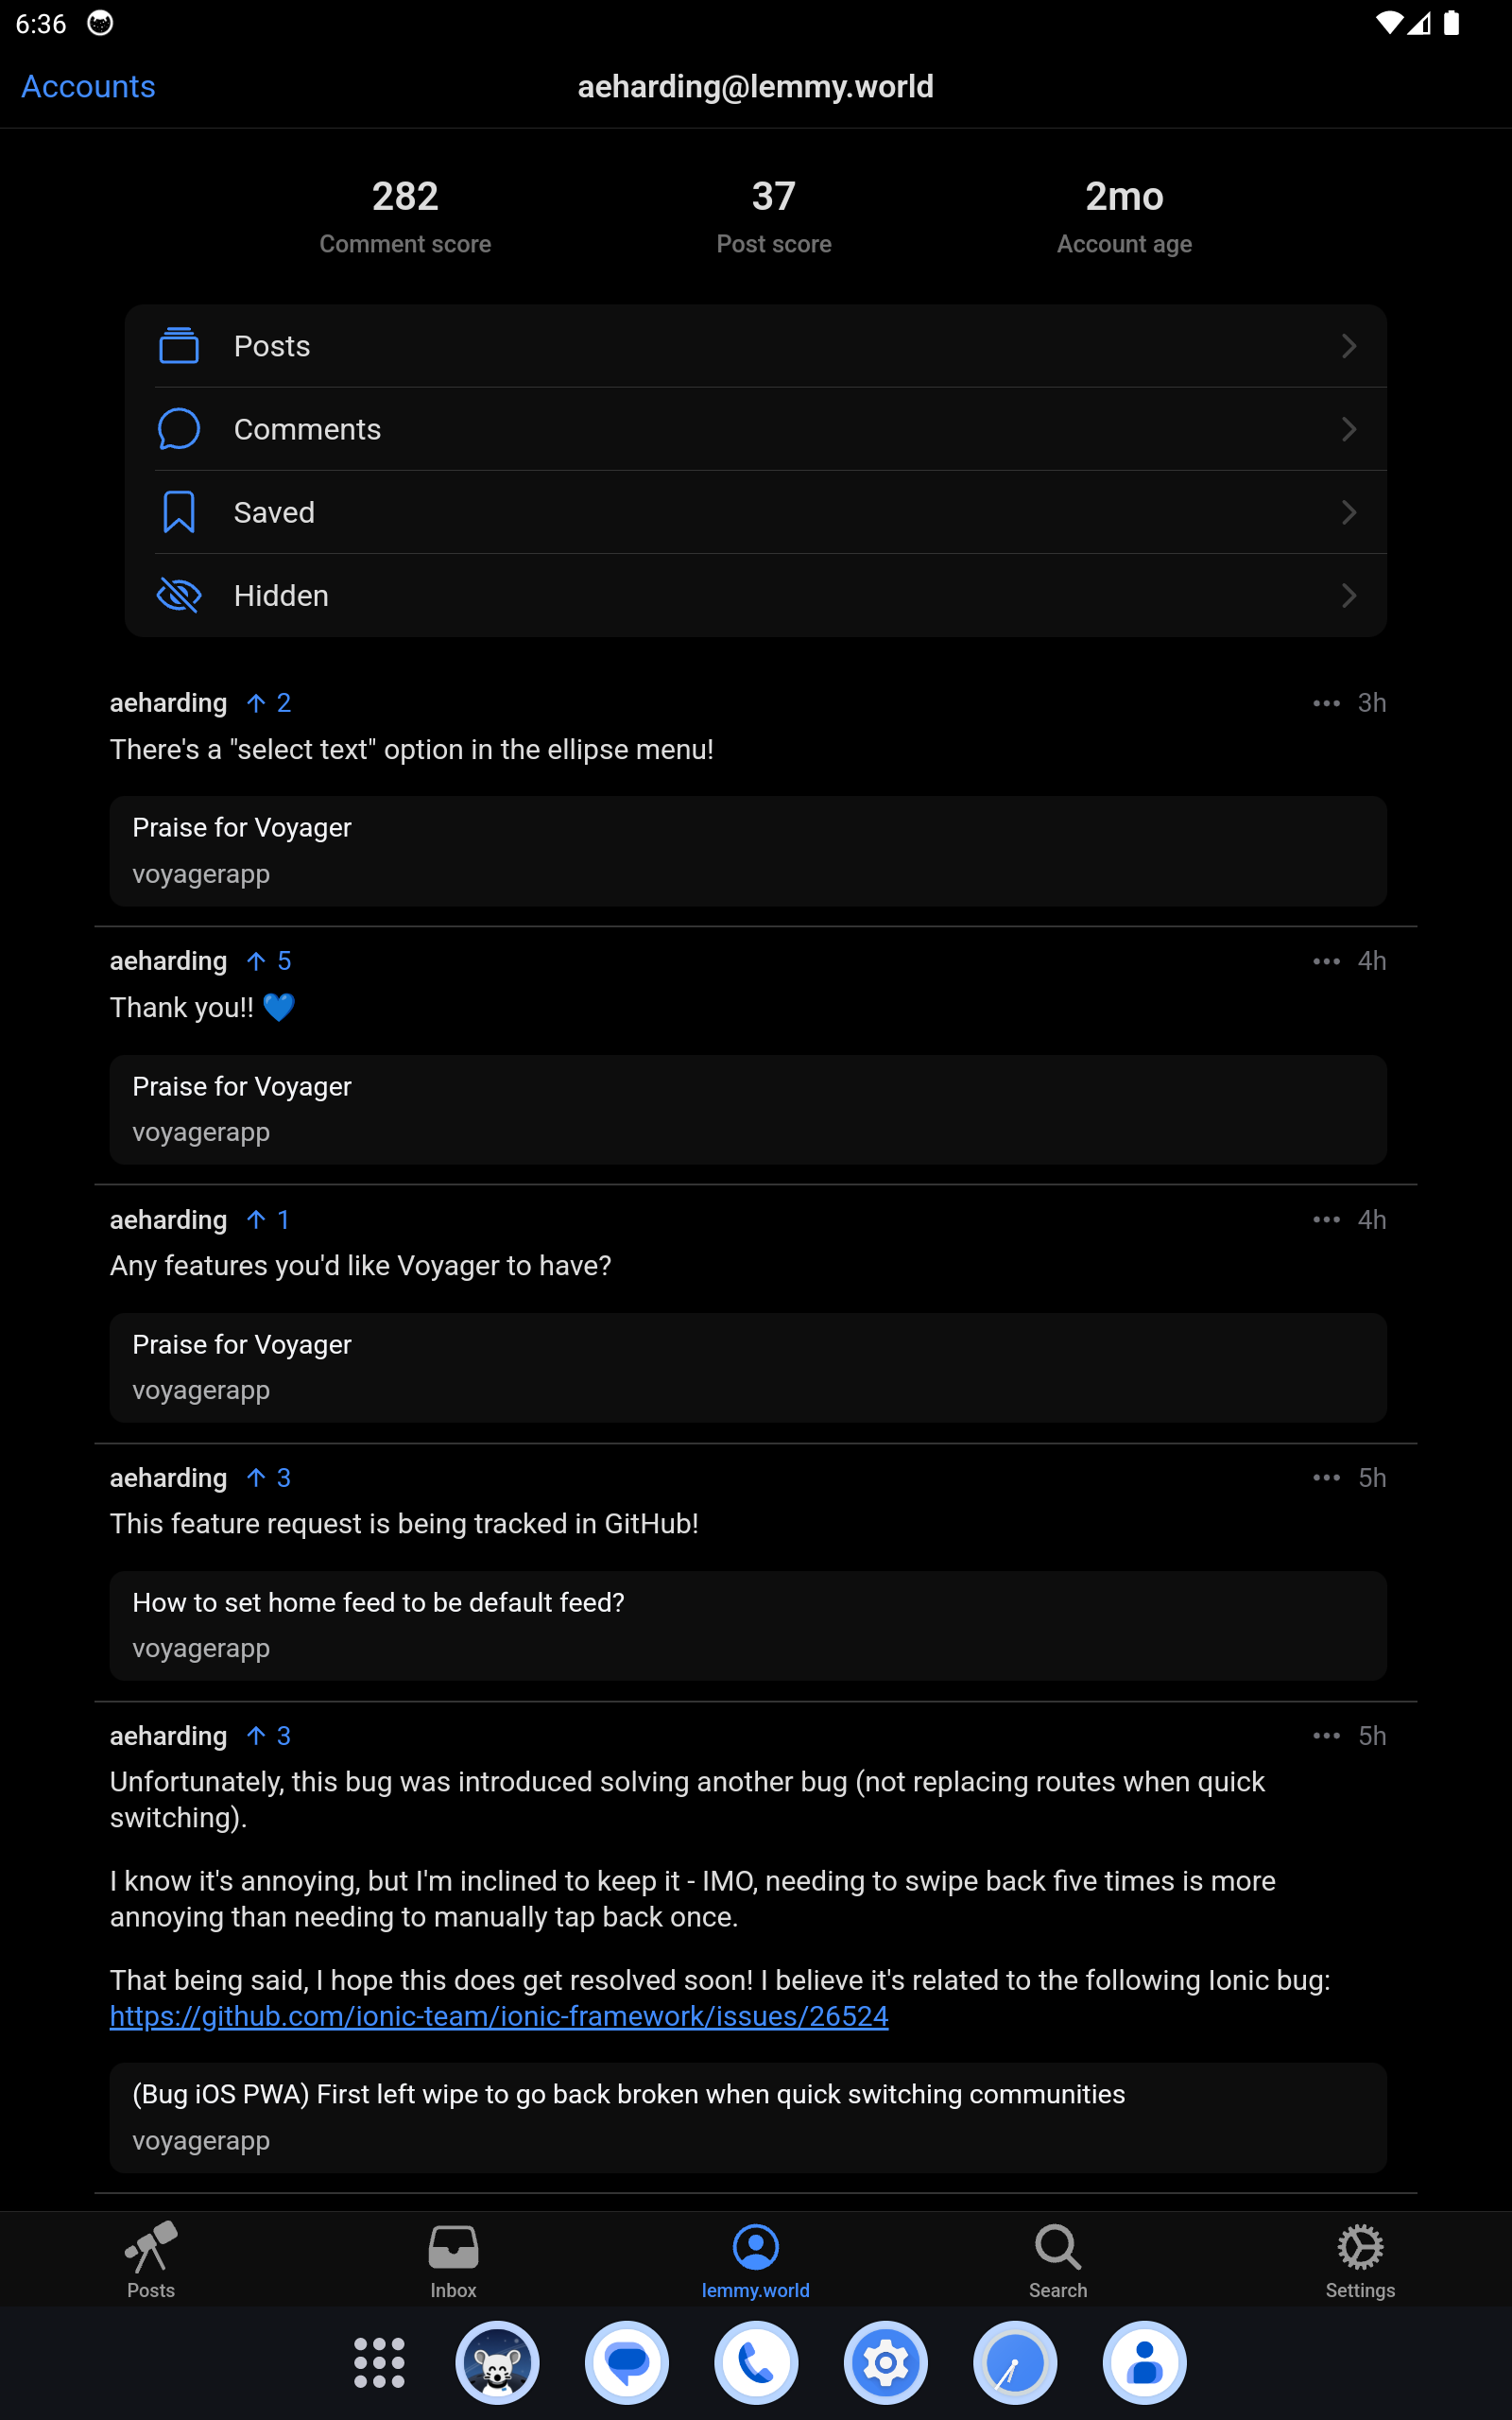 6:36
Accounts
aeharding@lemmy.world
282
37
2mo
Comment score
Post score
Account age
Posts
Comments
Saved
Hidden
aeharding ↑ 2 ••• 3h
There's a "select text" option in the ellipse menu!
Praise for Voyager
voyagerapp
aeharding ↑ 5 ••• 4h
Thank you!! 💙
Praise for Voyager
voyagerapp
aeharding ↑ 1 ••• 4h
Any features you'd like Voyager to have?
Praise for Voyager
voyagerapp
aeharding ↑ 3 ••• 5h
This feature request is being tracked in GitHub!
How to set home feed to be default feed?
voyagerapp
aeharding ↑ 3 ••• 5h
Unfortunately, this bug was introduced solving another bug (not replacing routes when quick
switching).
I know it's annoying, but I'm inclined to keep it - IMO, needing to swipe back five times is more
annoying than needing to manually tap back once.
That being said, I hope this does get resolved soon! I believe it's related to the following Ionic bug:
https://github.com/ionic-team/ionic-framework/issues/26524
(Bug iOS PWA) First left wipe to go back broken when quick switching communities
voyagerapp
Posts
Inbox
lemmy.world
Search
Settings